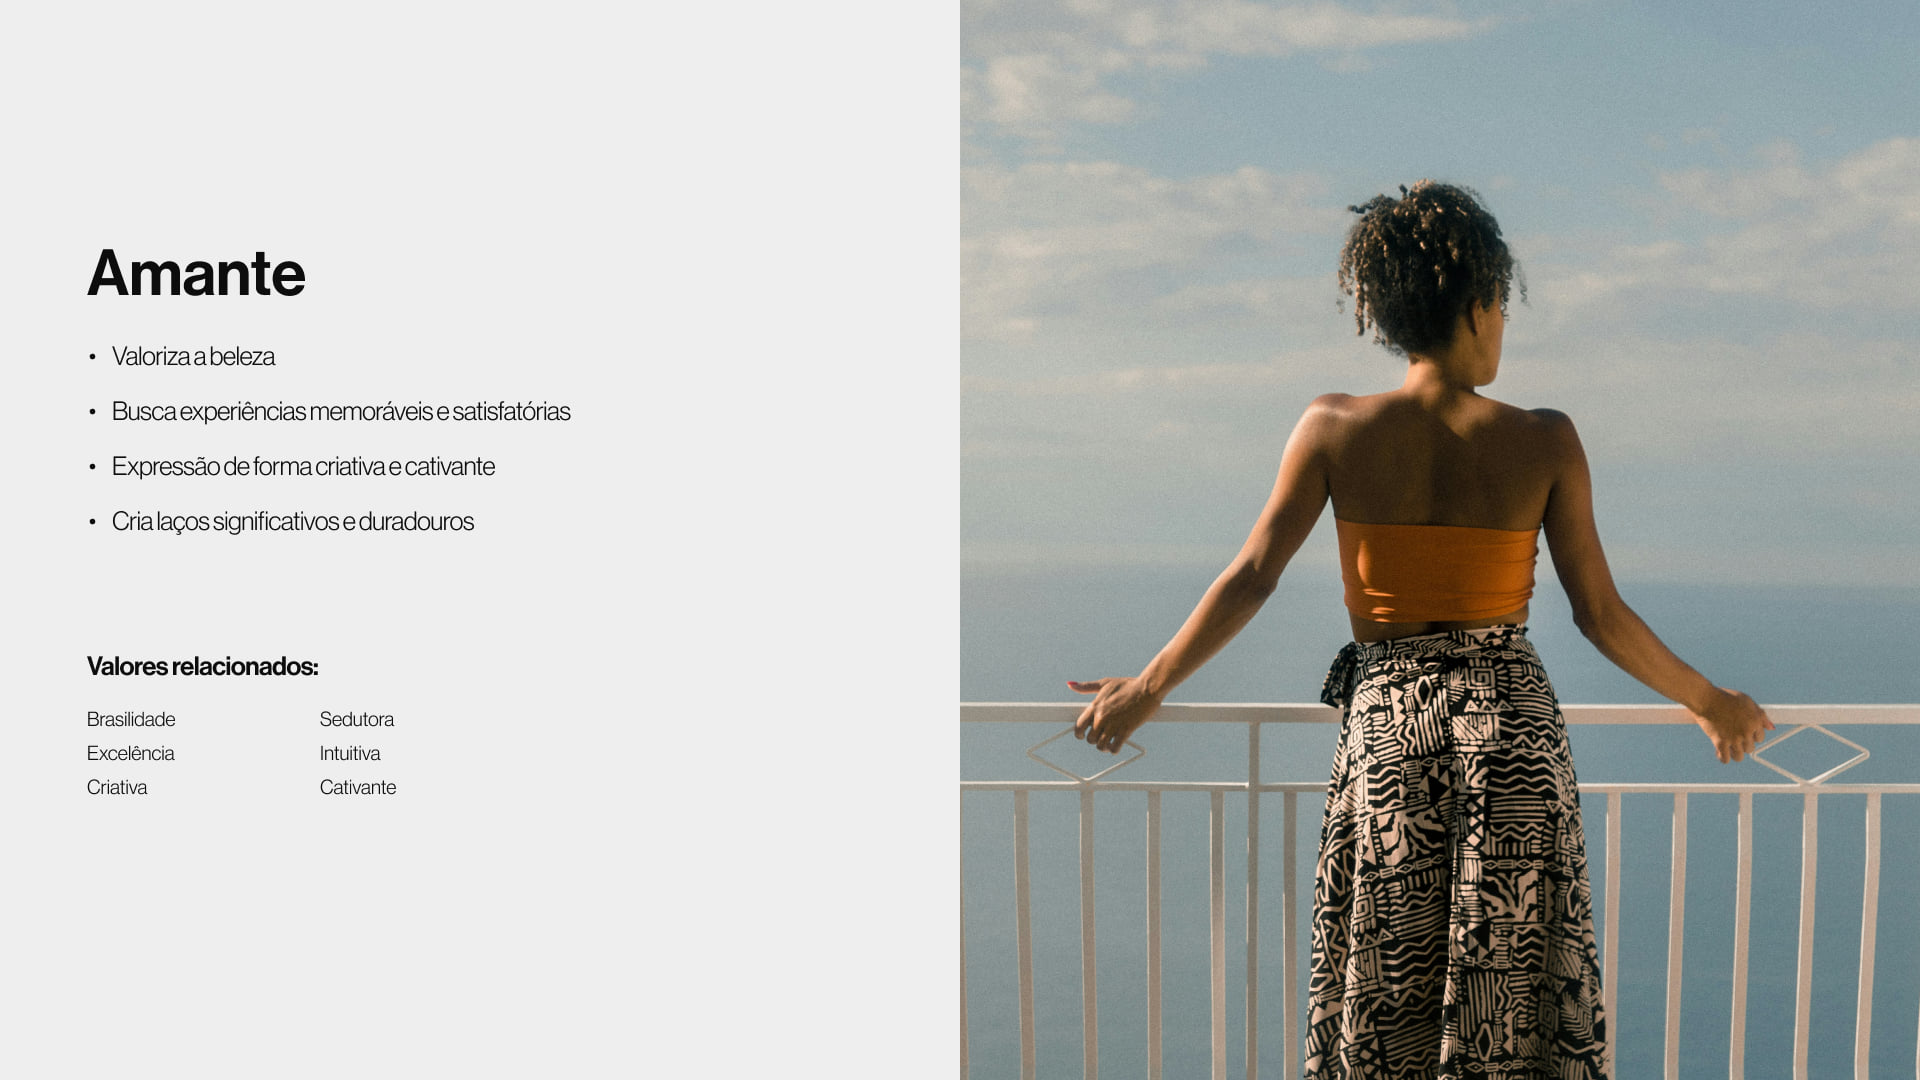 Amante
• Valoriza a beleza
• Busca experiências memoráveis e satisfatórias
• Expressão de forma criativa e cativante
• Cria laços significativos e duradouros
Valores relacionados:
Brasilidade
Excelência
Criativa
Sedutora
Intuitiva
Cativante